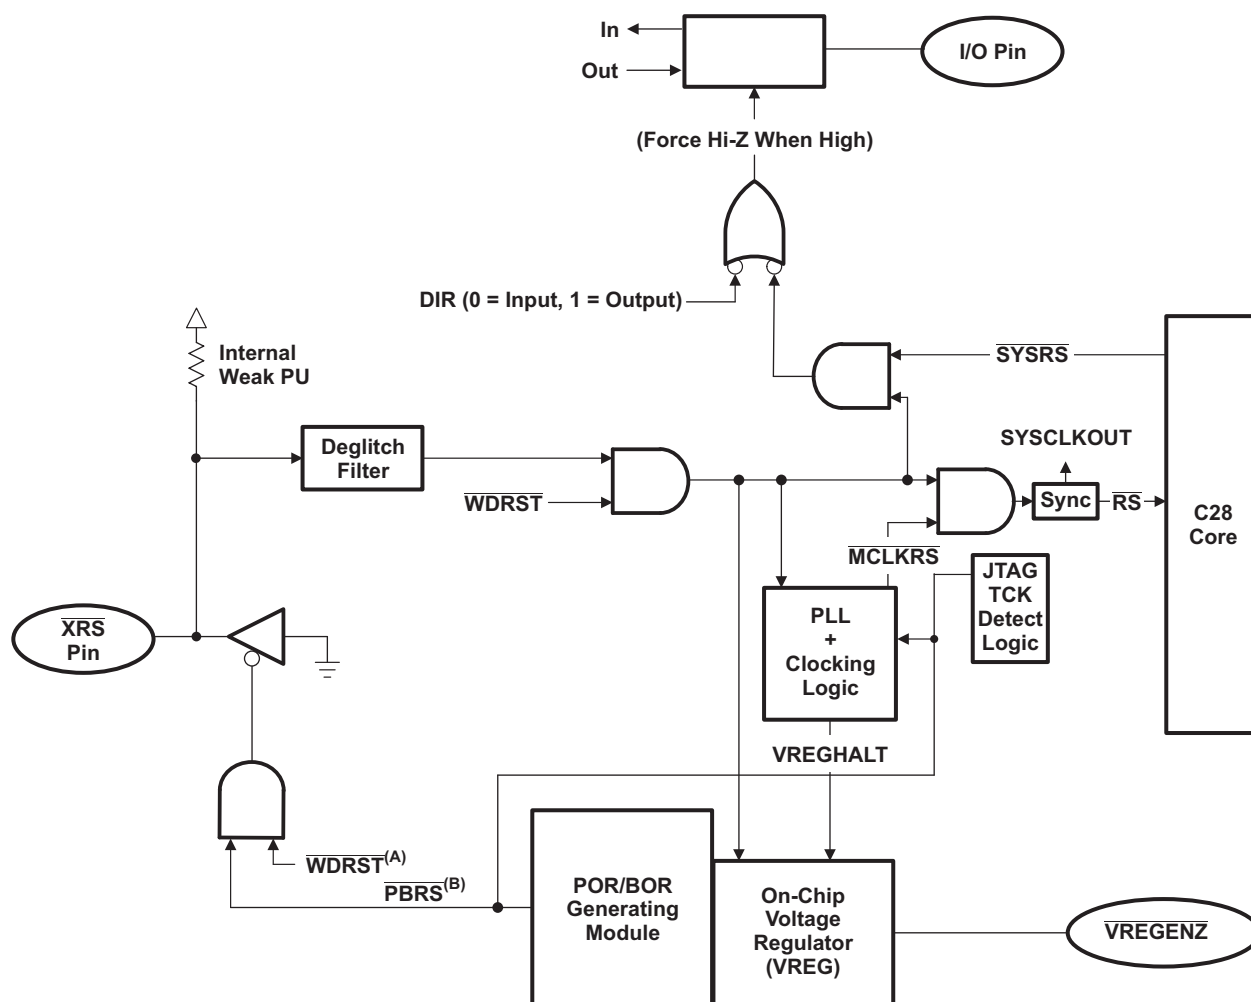 In
Out
I/O Pin
(Force Hi-Z When High)
DIR (0 = Input, 1 = Output)
Internal
Weak PU
SYSRS
Deglitch
Filter
WDRST
SYSCLKOUT
Sync
RS
C28
Core
MCLKRS
JTAG
TCK
Detect
Logic
XRS
Pin
PLL
+
Clocking
Logic
VREGHALT
WDRST(A)
PBRS(B)
POR/BOR
Generating
Module
On-Chip
Voltage
Regulator
(VREG)
VREGENZ